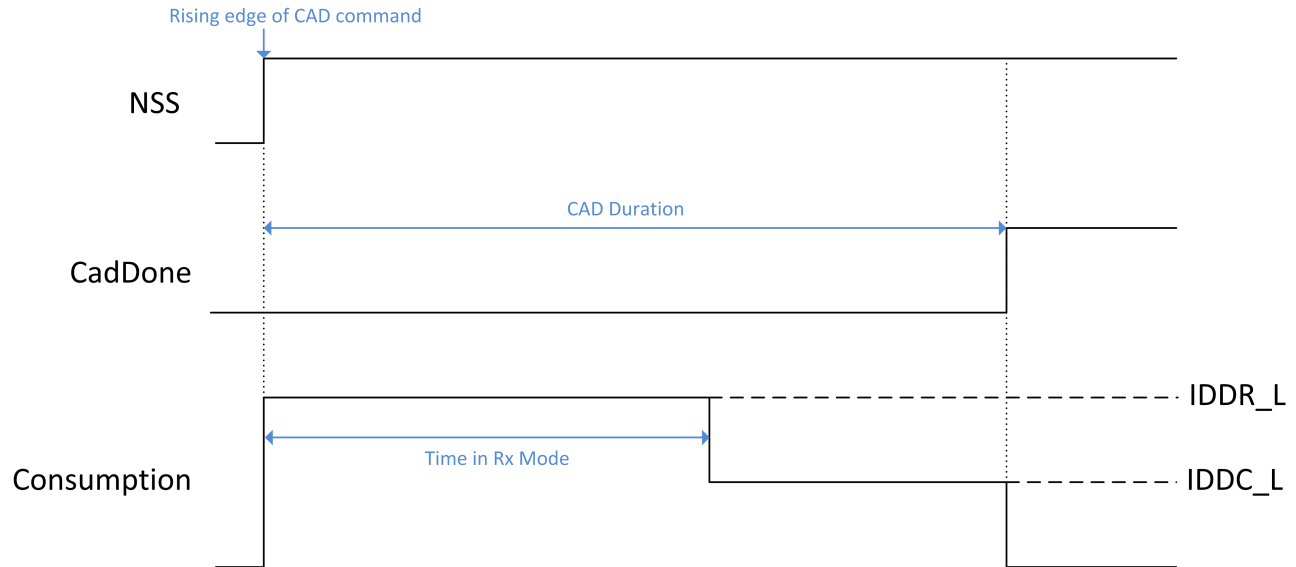 Rising edge of CAD command
NSS
CAD Duration
CadDone
IDDR_L
Time in Rx Mode
Consumption
IDDC_L